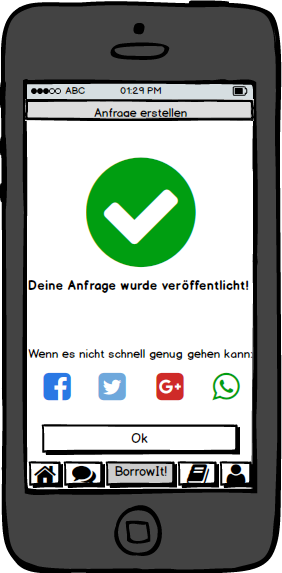 ABC 01:29 PM
Anfrage erstellen
Deine Anfrage wurde veröffentlicht!
Wenn es nicht schnell genug gehen kann:
Ok
BorrowIt!